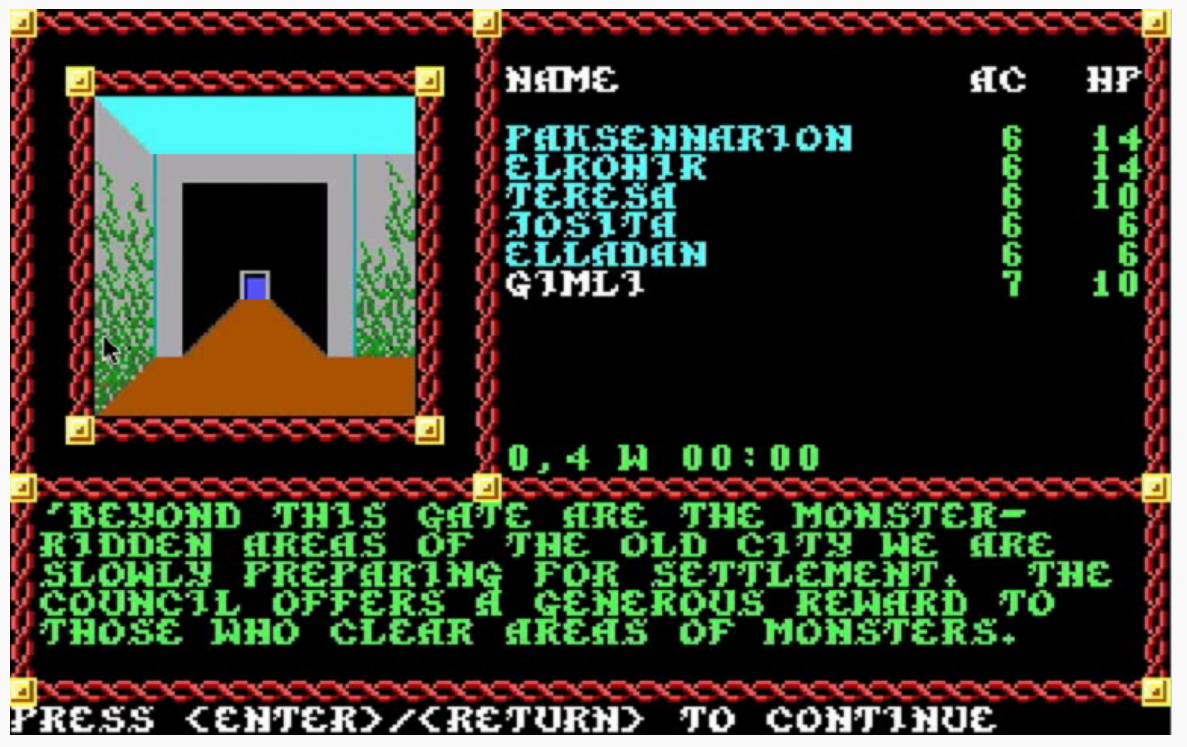 NAME AC HP
PAKSENNARION 6 14
ELROHIR 6 14
TERESA 6 10
JOSITA 6 6
ELLADAN 6 6
GIMLI 7 10
0,4 W 00:00
'BEYOND THIS GATE ARE THE MONSTER-
RIDDEN AREAS OF THE OLD CITY WE ARE
SLOWLY PREPARING FOR SETTLEMENT. THE
COUNCIL OFFERS A GENEROUS REWARD TO
THOSE WHO CLEAR AREAS OF MONSTERS.
PRESS <ENTER>/<RETURN> TO CONTINUE